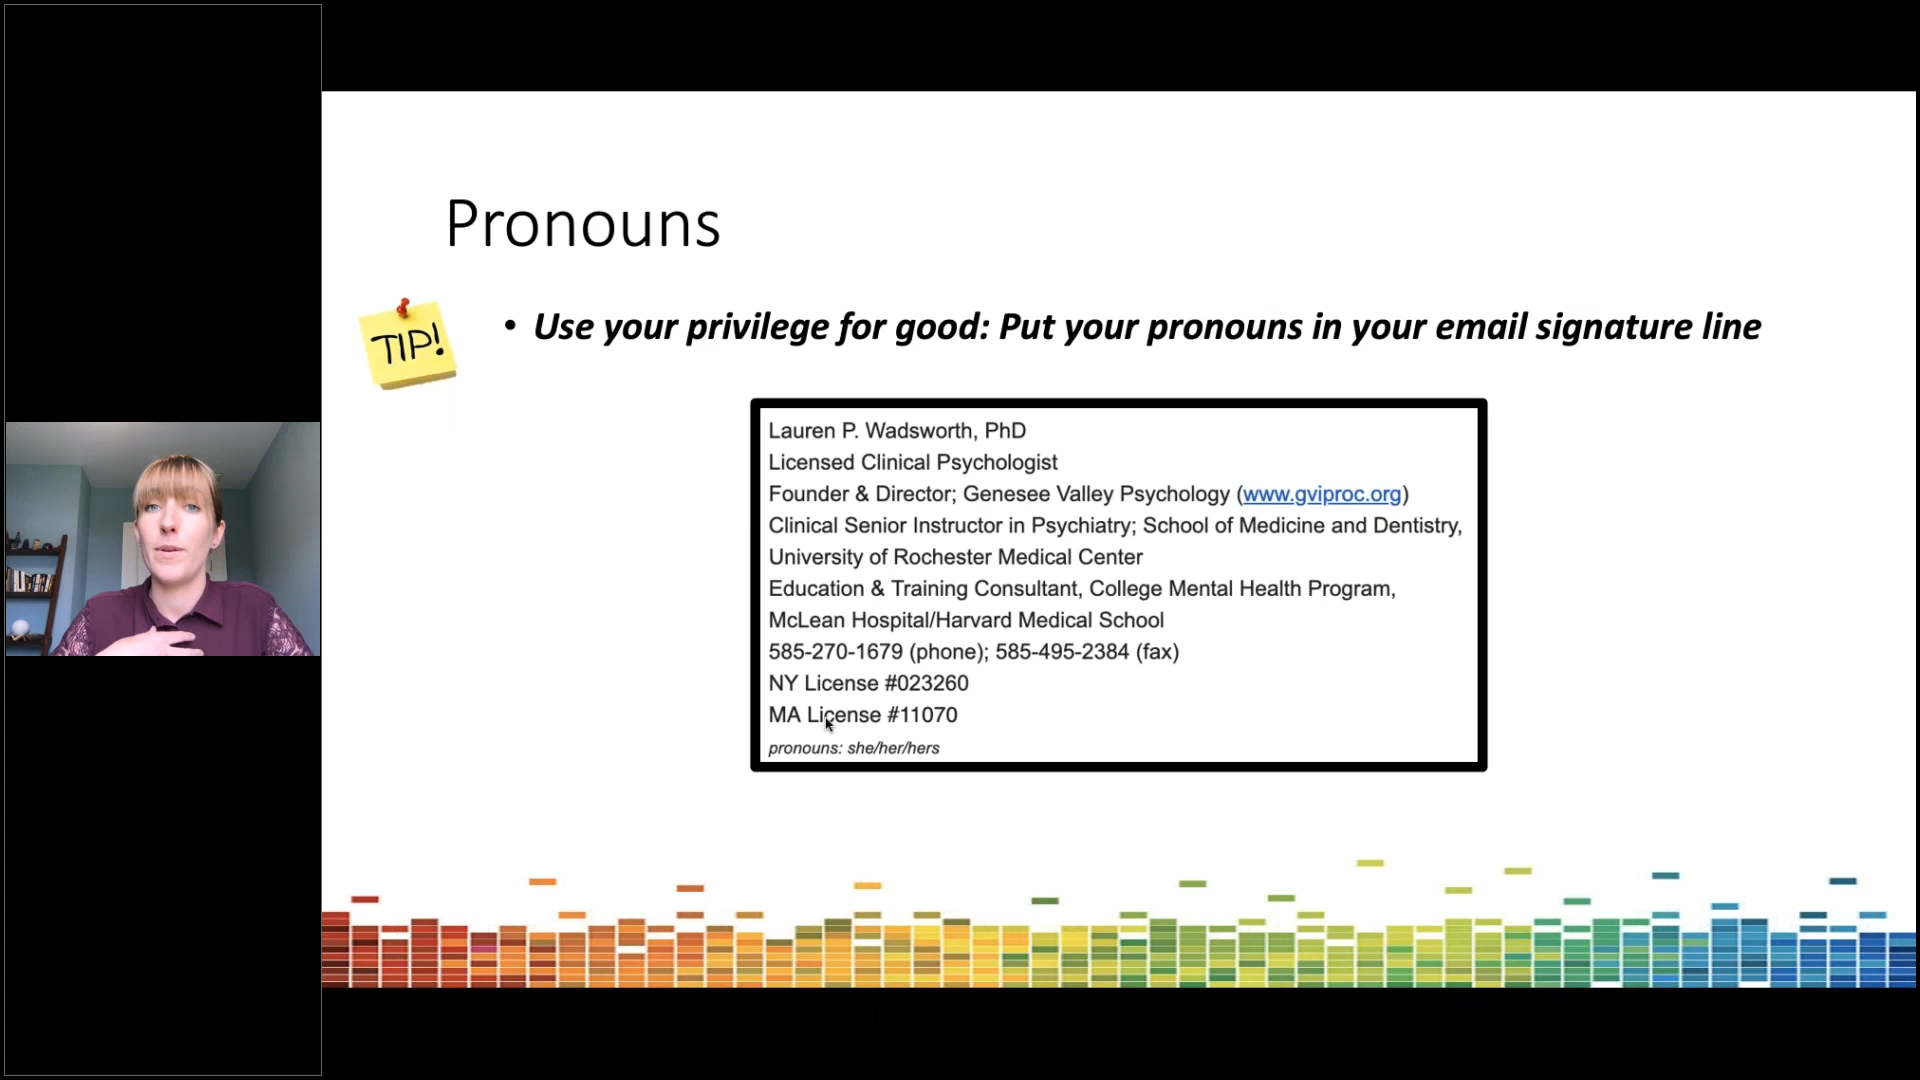 Pronouns
TIP!
• Use your privilege for good: Put your pronouns in your email signature line
Lauren P. Wadsworth, PhD
Licensed Clinical Psychologist
Founder & Director; Genesee Valley Psychology (www.gviproc.org)
Clinical Senior Instructor in Psychiatry; School of Medicine and Dentistry,
University of Rochester Medical Center
Education & Training Consultant, College Mental Health Program,
McLean Hospital/Harvard Medical School
585-270-1679 (phone); 585-495-2384 (fax)
NY License #023260
MA License #11070
pronouns: she/her/hers